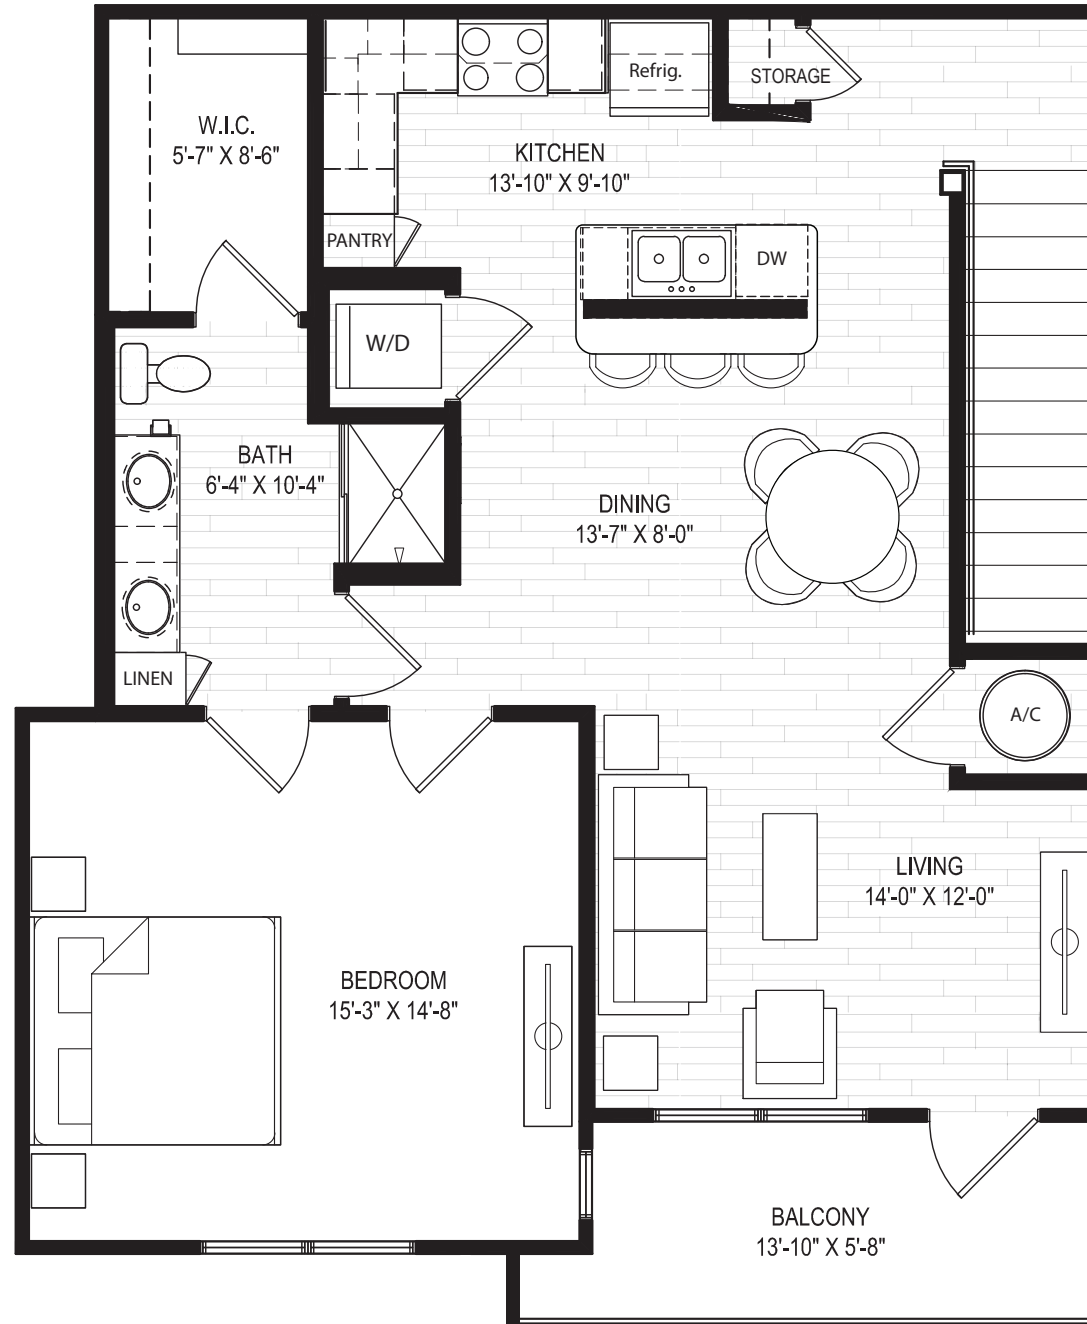 Refrig.
STORAGE
W.I.C.
5'-7" X 8'-6"
KITCHEN
13'-10" X 9'-10"
PANTRY
DW
W/D
BATH
6'-4" X 10'-4"
DINING
13'-7" X 8'-0"
LINEN
A/C
LIVING
14'-0" X 12'-0"
BEDROOM
15'-3" X 14'-8"
BALCONY
13'-10" X 5'-8"